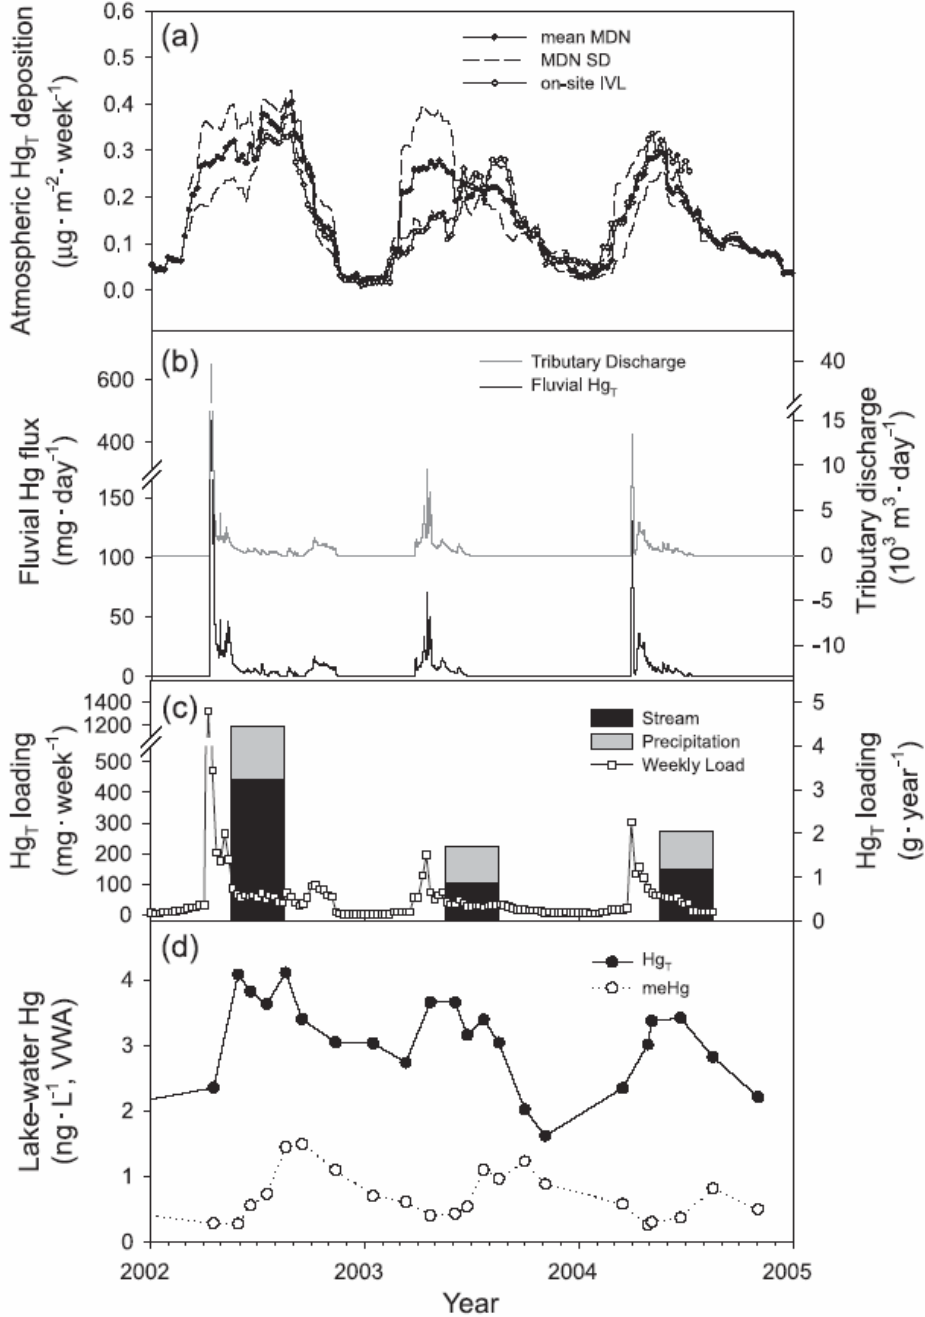 (a)
mean MDN
MDN SD
on-site IVL
Atmospheric HgT deposition
(µg · m⁻² · week⁻¹)
0.6
0.5
0.4
0.3
0.2
0.1
0.0
(b)
Tributary Discharge
Fluvial HgT
Fluvial Hg flux
(mg · day⁻¹)
600
400
150
100
50
0
40
15
10
5
0
-5
-10
Tributary discharge
(10³ m³ · day⁻¹)
(c)
Stream
Precipitation
Weekly Load
HgT loading
(mg · week⁻¹)
1400
1200
500
400
300
200
100
0
5
4
3
2
1
0
HgT loading
(g · year⁻¹)
(d)
HgT
meHg
Lake-water Hg
(ng · L⁻¹, VWA)
4
3
2
1
0
2002 2003 2004 2005
Year